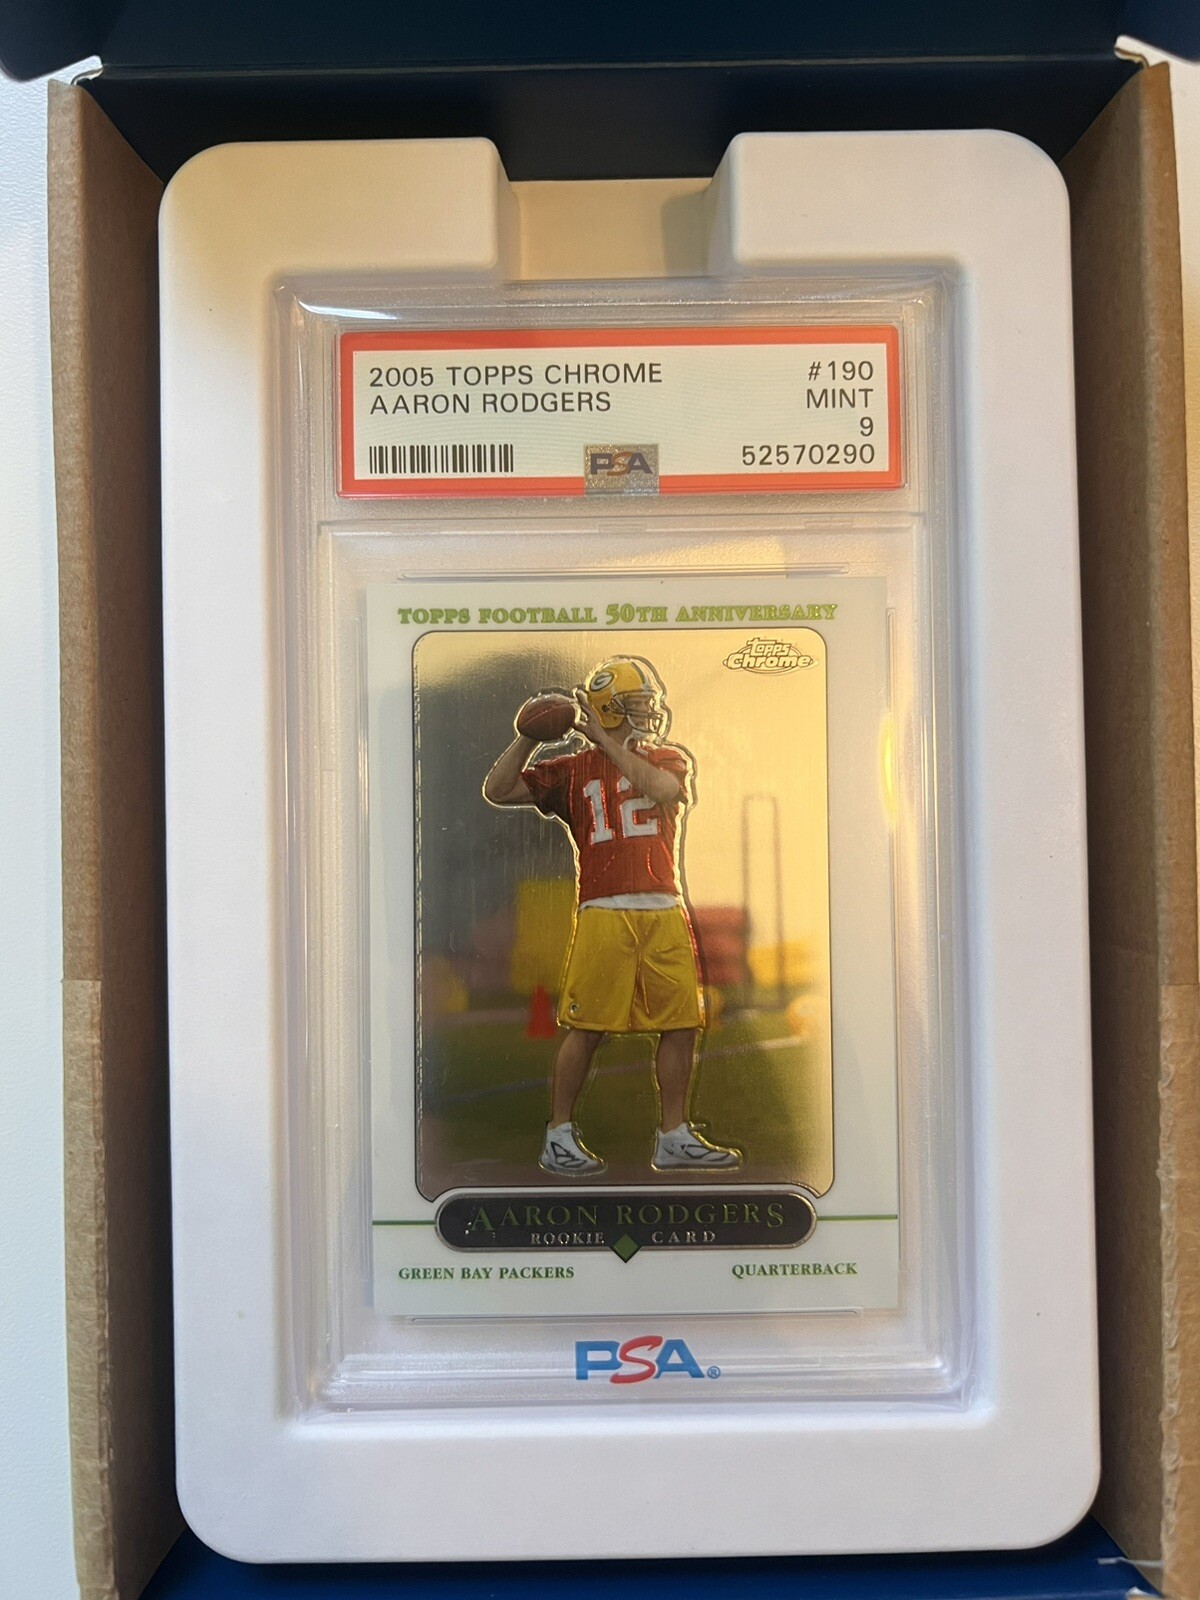 2005 TOPPS CHROME #190
AARON RODGERS MINT
9
PSA 52570290
TOPPS FOOTBALL 50TH ANNIVERSARY
topps
Chrome
G
12
AARON RODGERS
ROOKIE CARD
GREEN BAY PACKERS QUARTERBACK
PSA®